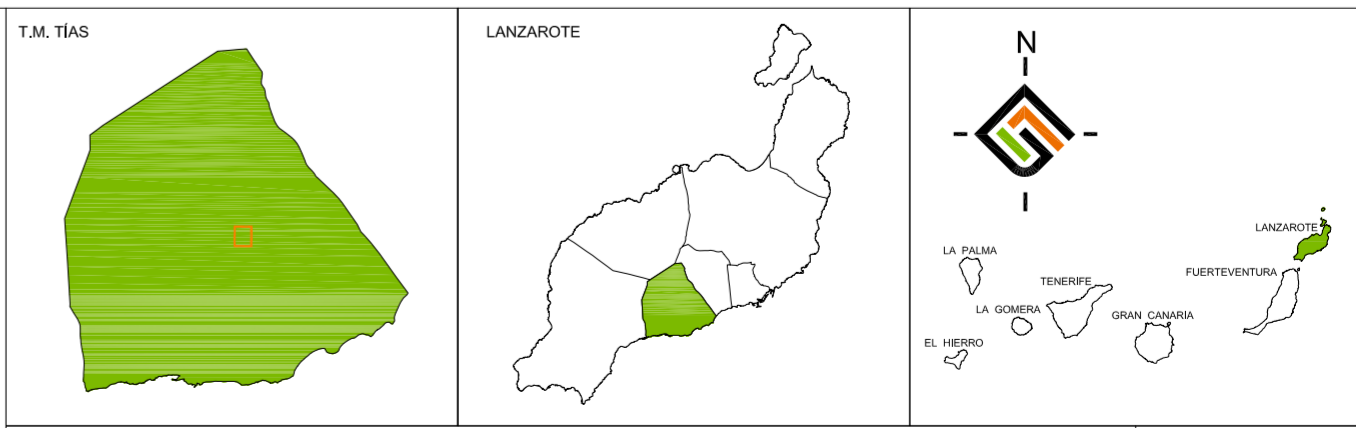 T.M. TÍAS
LANZAROTE
N
LANZAROTE
LA PALMA
FUERTEVENTURA
TENERIFE
LA GOMERA
GRAN CANARIA
EL HIERRO